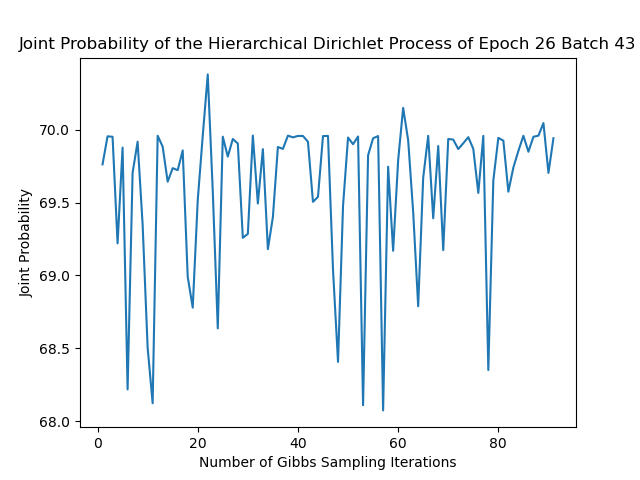 Joint Probability of the Hierarchical Dirichlet Process of Epoch 26 Batch 43
70.0
69.5
69.0
68.5
68.0
Joint Probability
0 20 40 60 80
Number of Gibbs Sampling Iterations